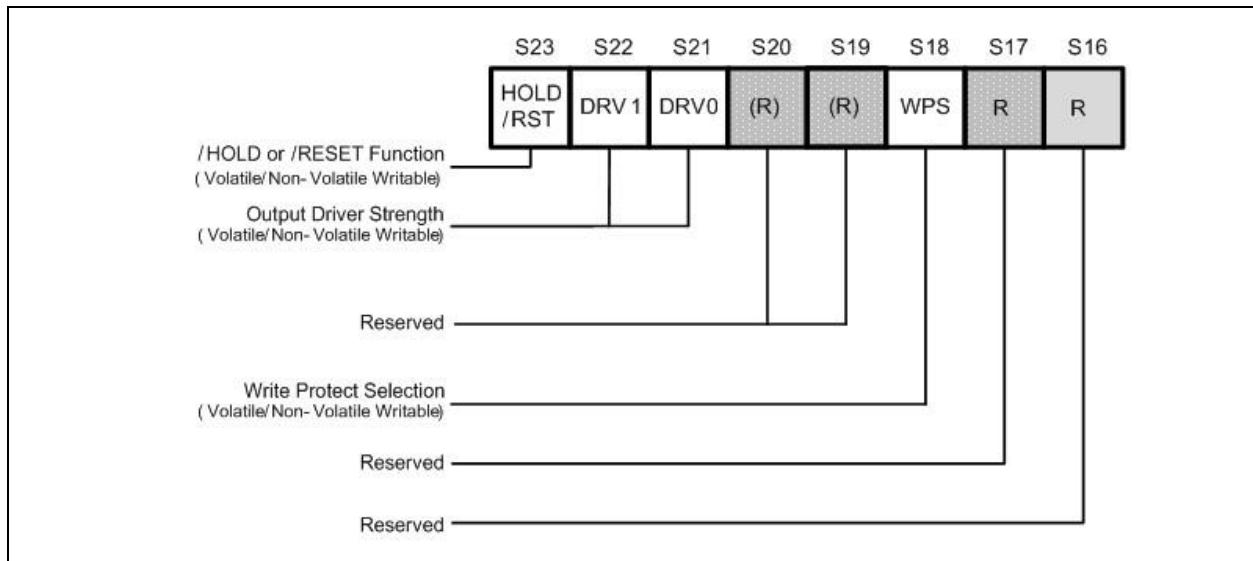 S23 S22 S21 S20 S19 S18 S17 S16
HOLD
/RST
DRV 1 DRV0 (R) (R) WPS R R
/HOLD or /RESET Function
( Volatile/Non- Volatile Writable)
Output Driver Strength
( Volatile/Non- Volatile Writable)
Reserved
Write Protect Selection
( Volatile/Non- Volatile Writable)
Reserved
Reserved